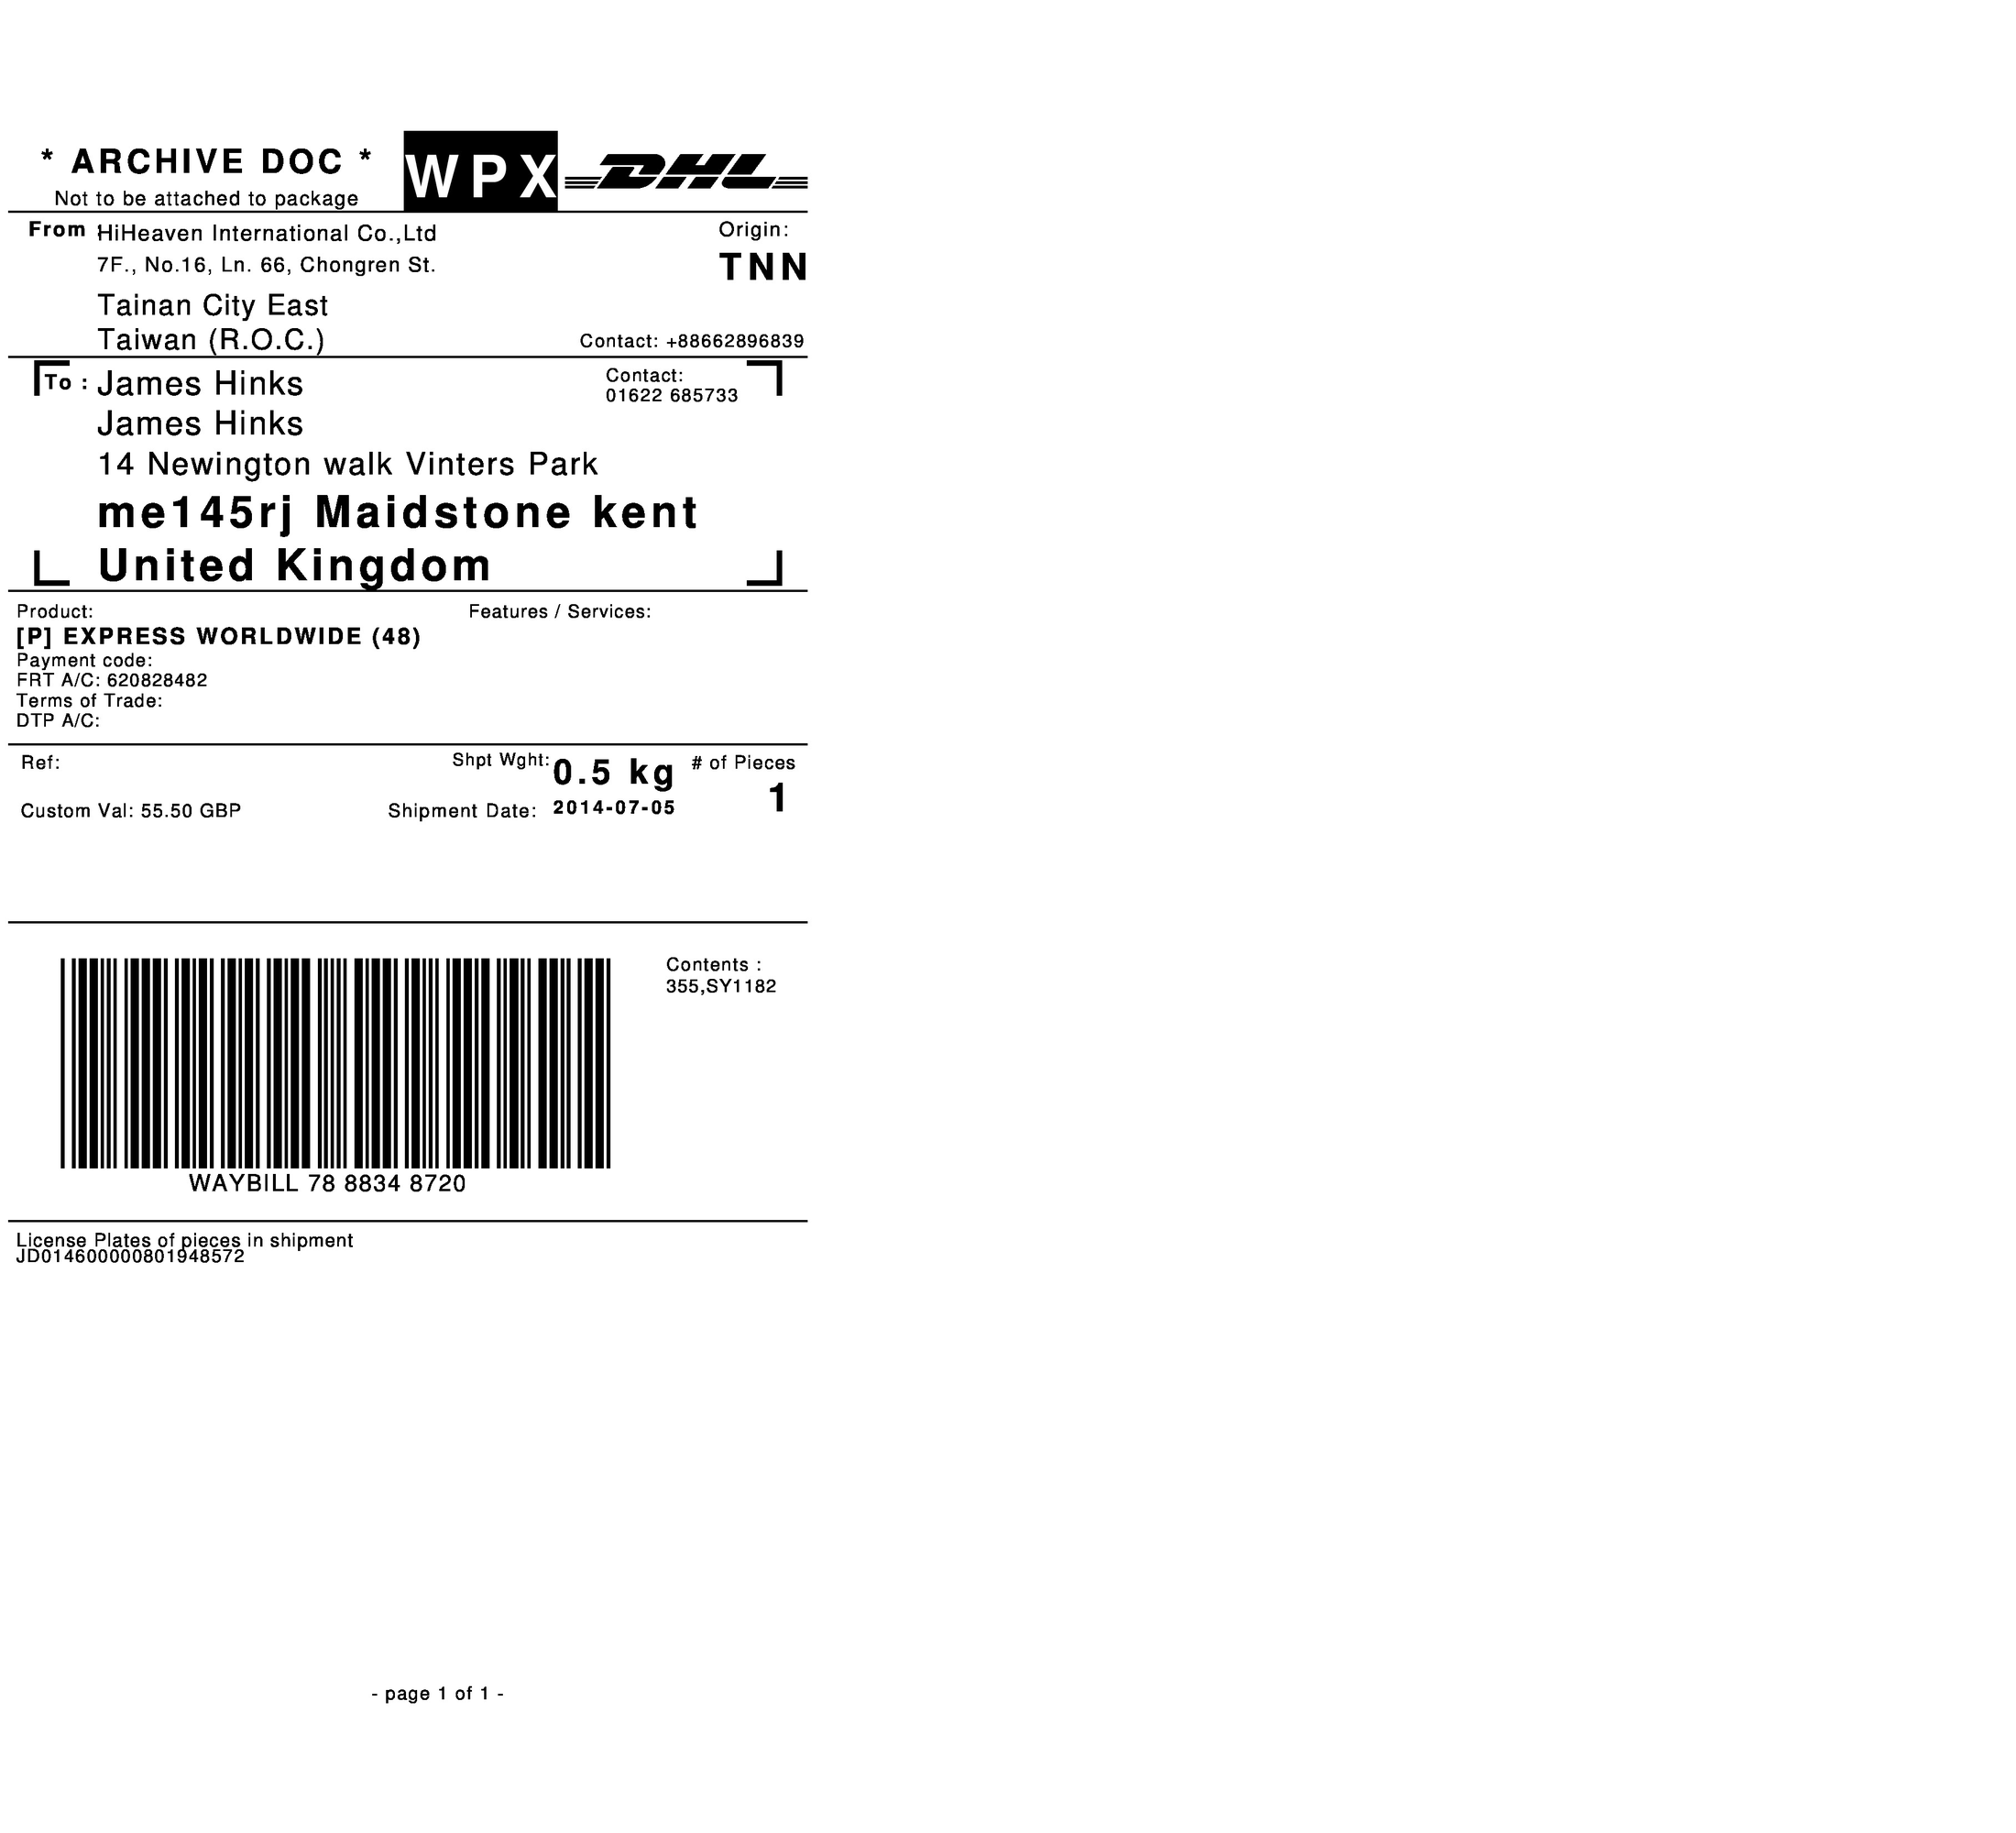 * ARCHIVE DOC *
Not to be attached to package
WPX
DHL
From :
HiHeaven International Co.,Ltd
7F., No.16, Ln. 66, Chongren St.
Tainan City East
Taiwan (R.O.C.)
Origin:
TNN
Contact: +88662896839
To : James Hinks
James Hinks
14 Newington walk Vinters Park
me145rj Maidstone kent
United Kingdom
Contact:
01622 685733
Product:
[P] EXPRESS WORLDWIDE (48)
Payment code:
FRT A/C: 620828482
Terms of Trade:
DTP A/C:
Features / Services:
Ref:
Shpt Wght: 0.5 kg
# of Pieces
1
Custom Val: 55.50 GBP
Shipment Date: 2014-07-05
Contents :
355,SY1182
WAYBILL 78 8834 8720
License Plates of pieces in shipment
JD014600000801948572
- page 1 of 1 -